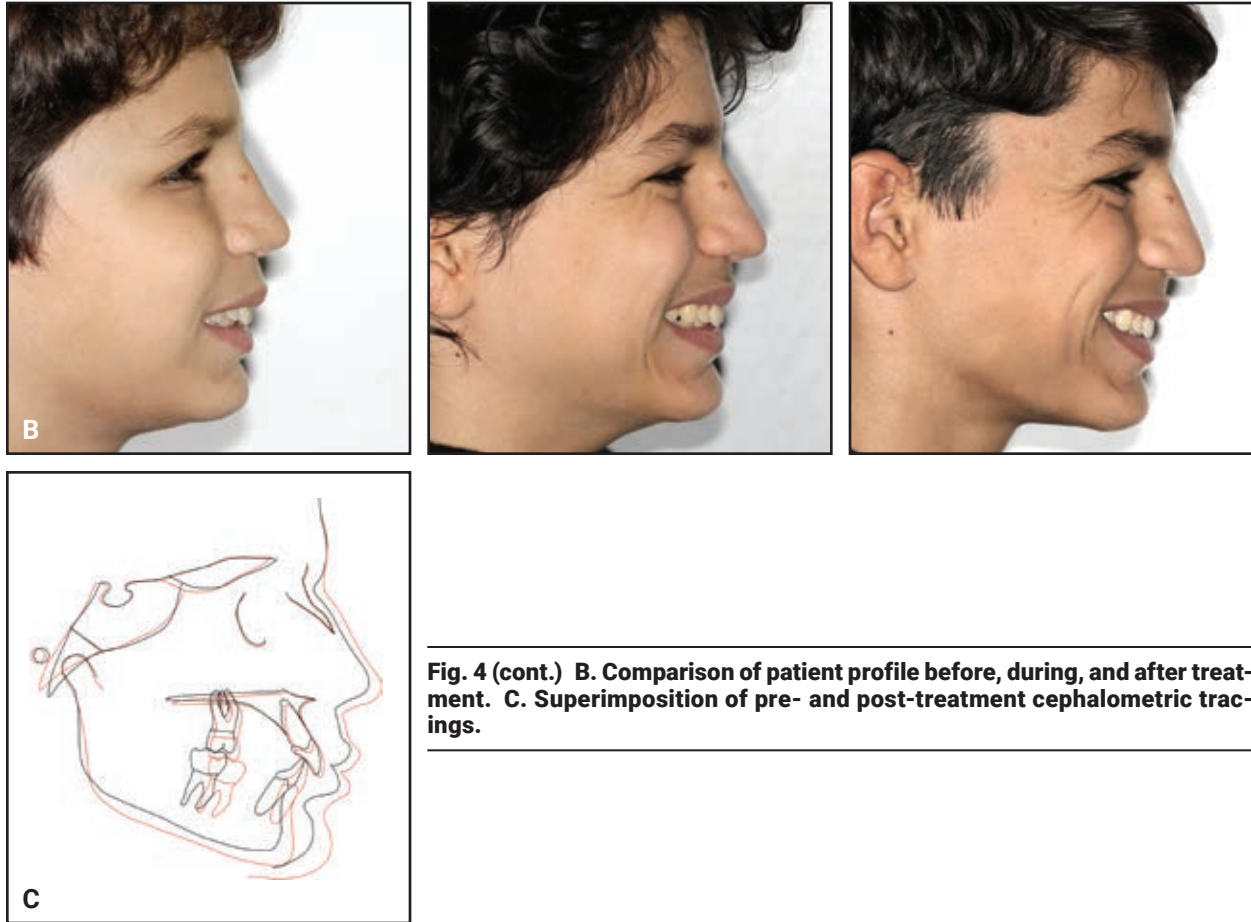 B
C
Fig. 4 (cont.) B. Comparison of patient profile before, during, and after treat-
ment. C. Superimposition of pre- and post-treatment cephalometric trac-
ings.